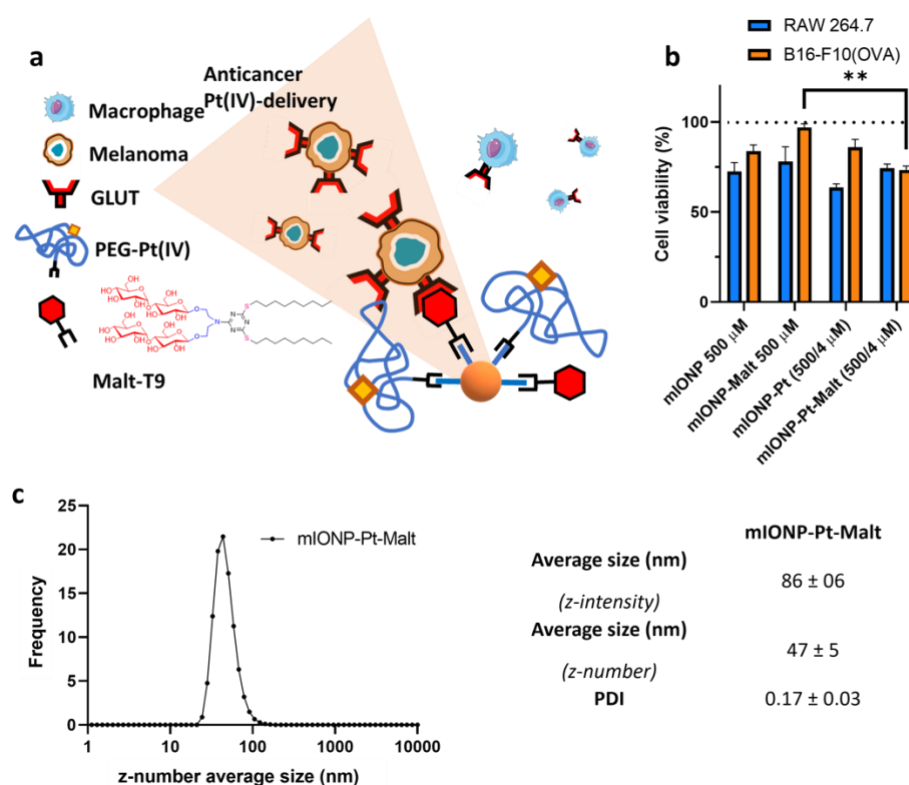 RAW 264.7
B16-F10(OVA)
a
Anticancer
Pt(IV)-delivery
Macrophage
Melanoma
GLUT
PEG-Pt(IV)
Malt-T9
b
**
Cell viability (%)
100
50
0
mIONP 500 μM
mIONP-Malt 500 μM
mIONP-Pt (500/4 μM)
mIONP-Pt-Malt (500/4 μM)
c
Frequency
25
20
15
10
5
0
1 10 100 1000 10000
z-number average size (nm)
mIONP-Pt-Malt
mIONP-Pt-Malt
Average size (nm)
(z-intensity)
86 ± 06
Average size (nm)
(z-number)
47 ± 5
PDI
0.17 ± 0.03